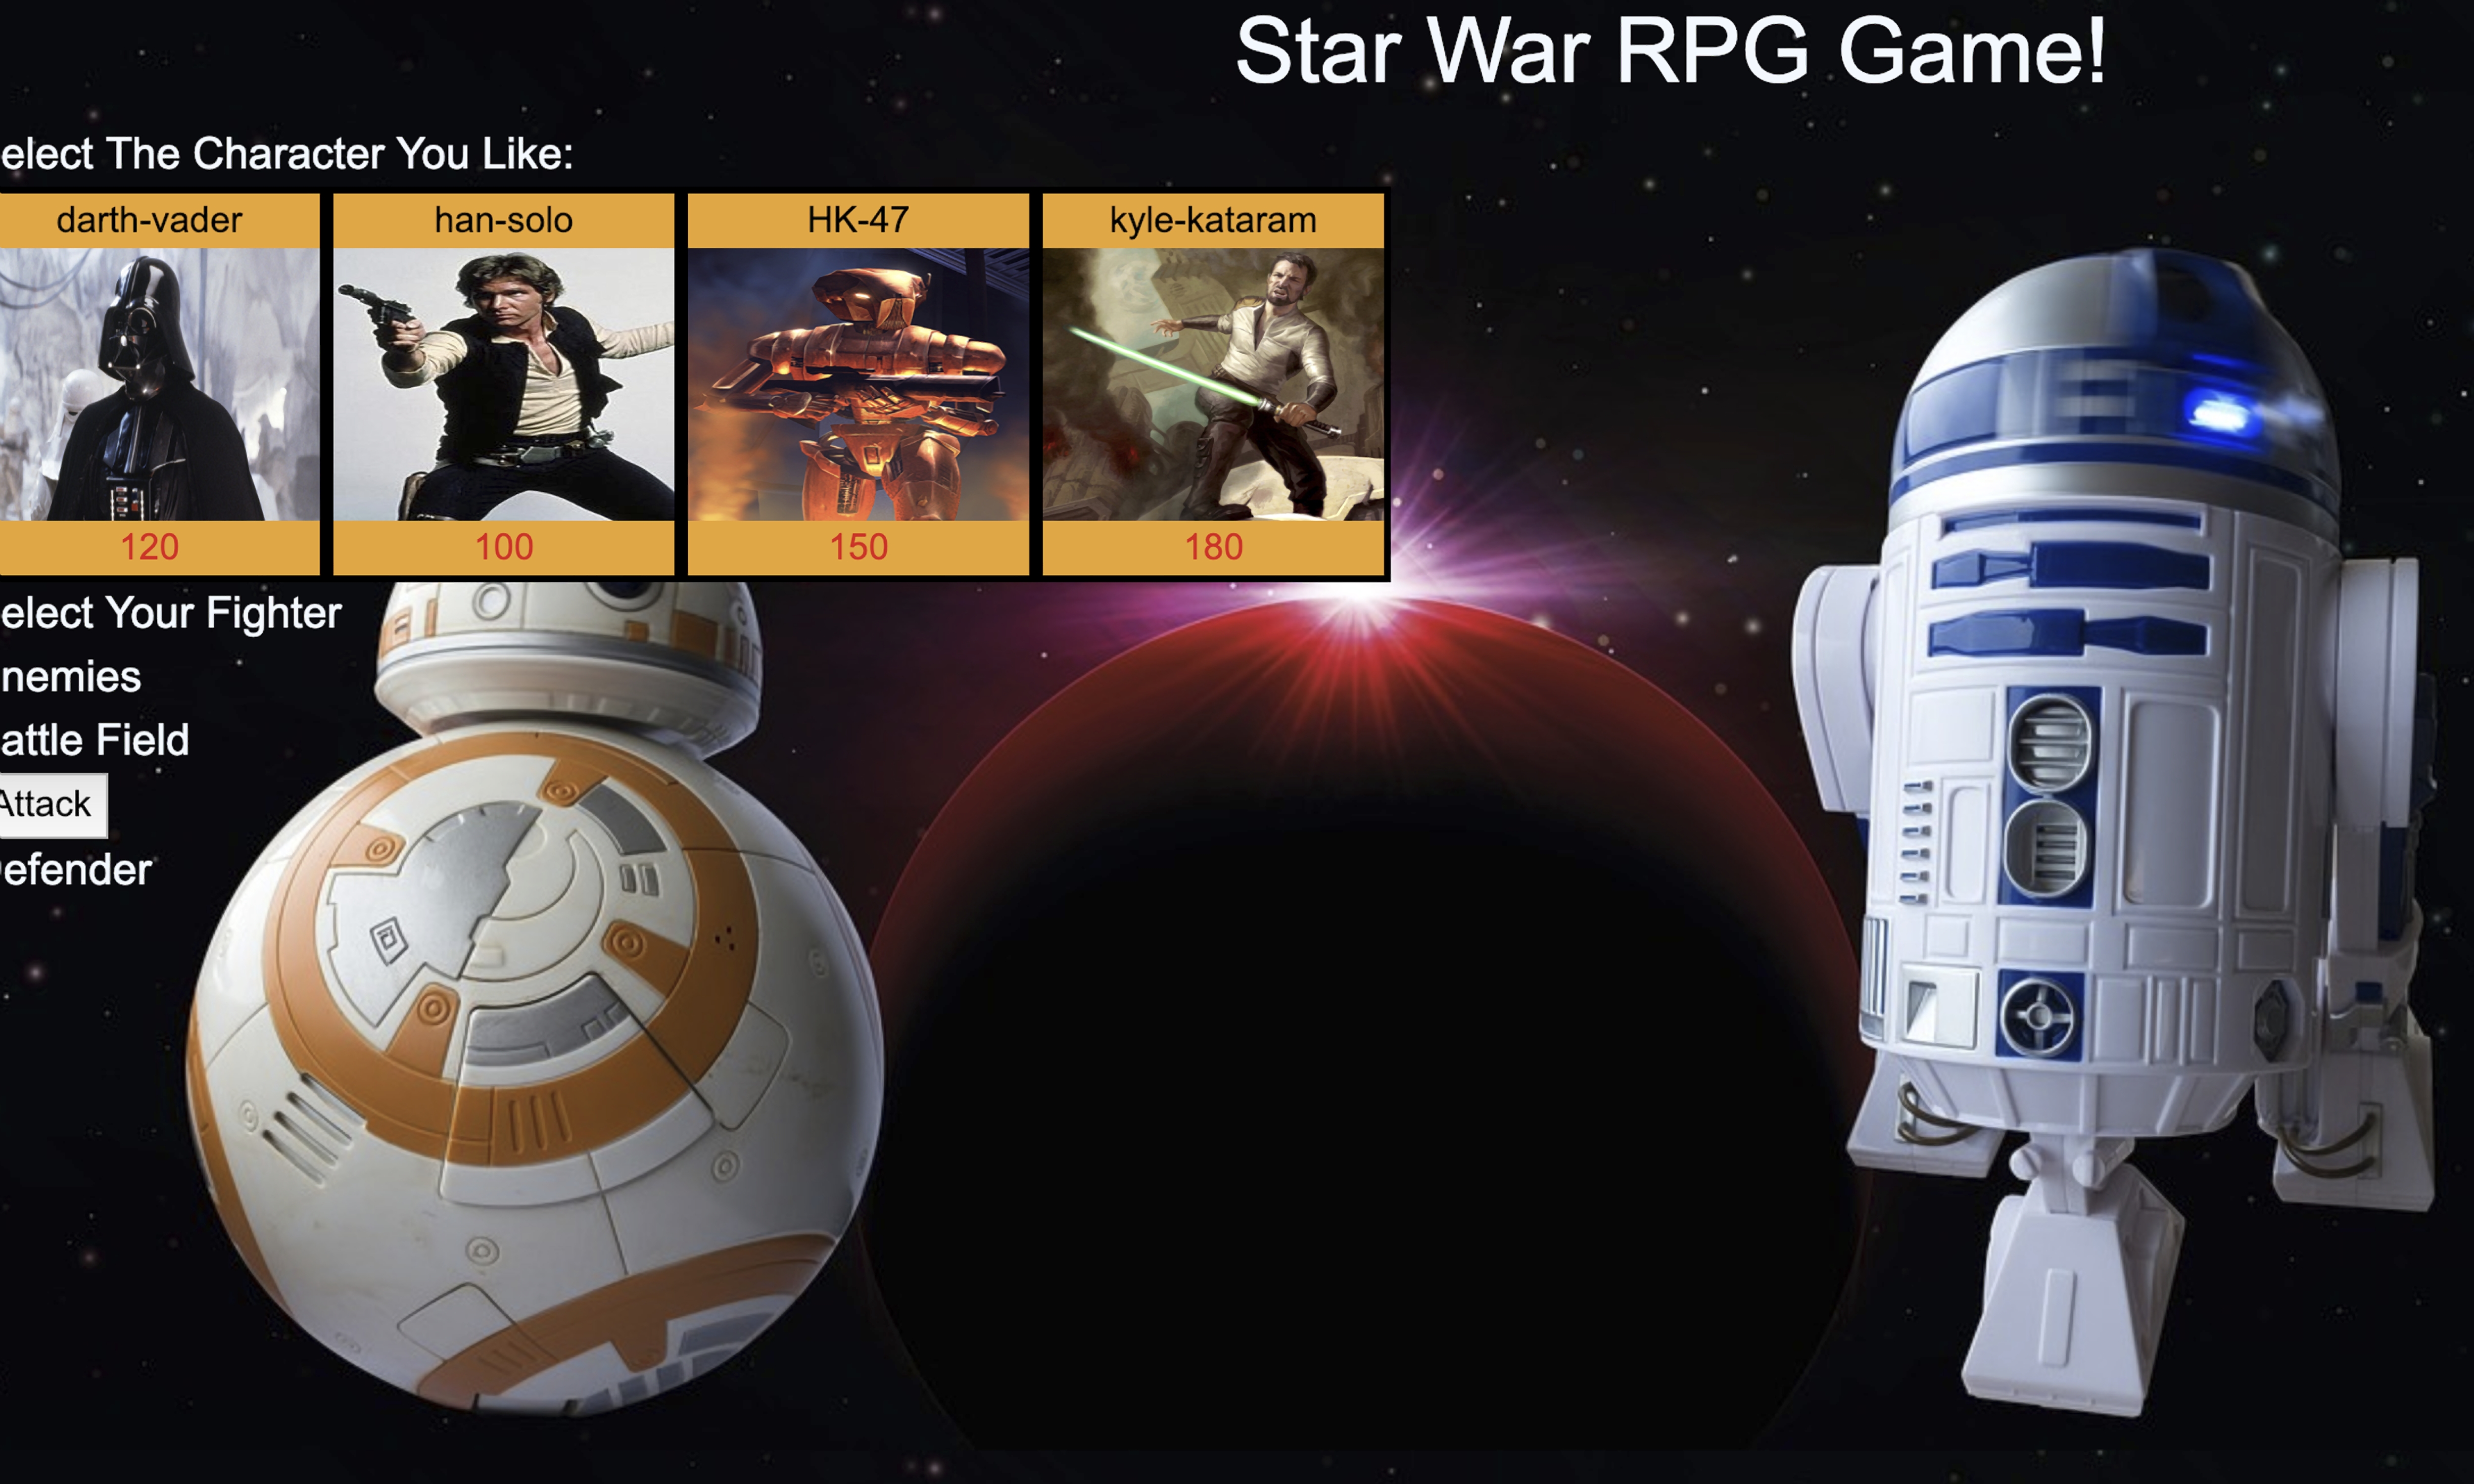 Star War RPG Game!
elect The Character You Like:
darth-vader han-solo HK-47 kyle-kataram
120 100 150 180
elect Your Fighter
nemies
attle Field
Attack
efender